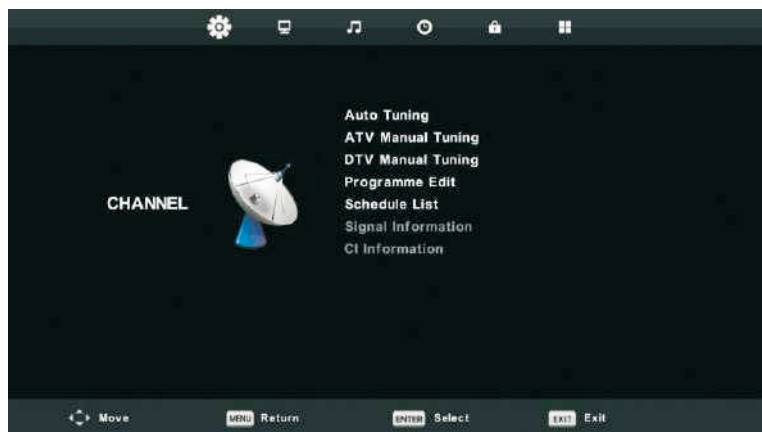 CHANNEL
Auto Tuning
ATV Manual Tuning
DTV Manual Tuning
Programme Edit
Schedule List
Signal Information
CI Information
Move
MENU Return
ENTER Select
EXIT Exit